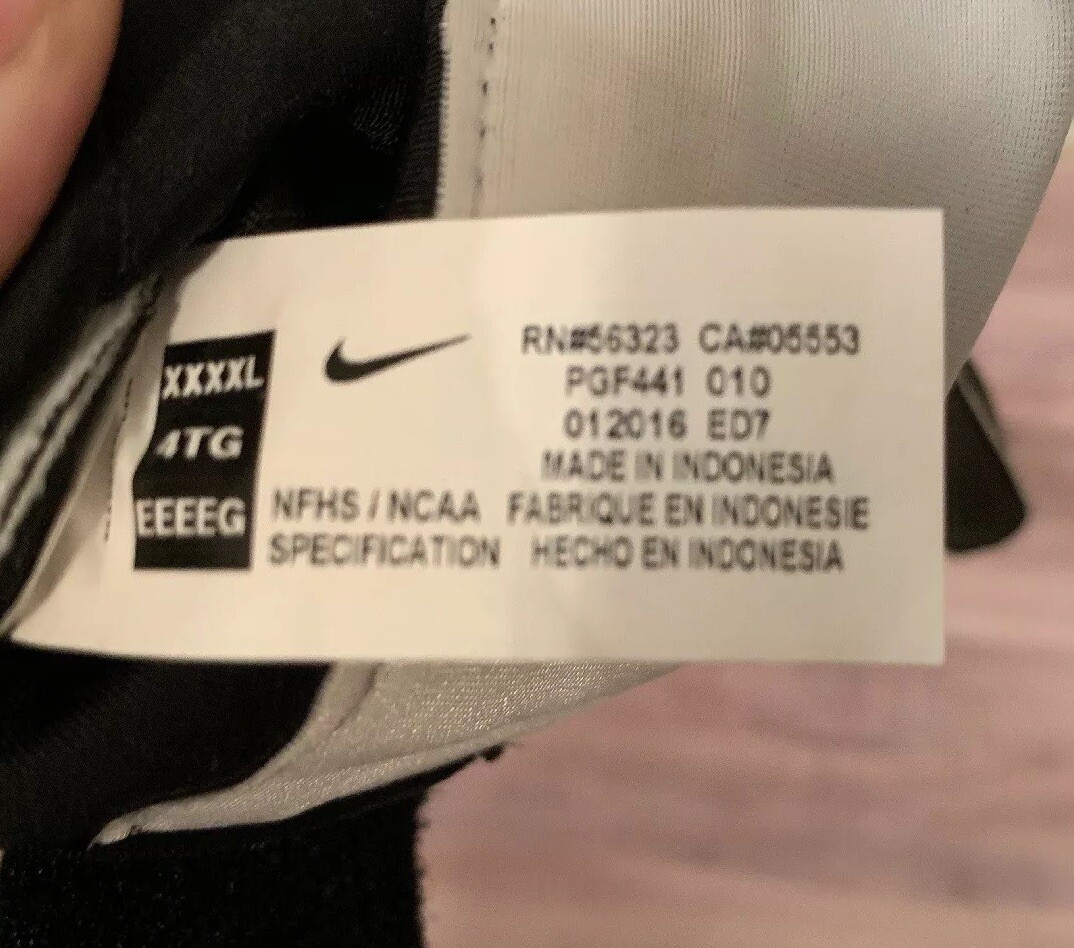 XXXXL
4TG
EEEEG
NFHS / NCAA
SPECIFICATION
RN#56323 CA#05553
PGF441 010
012016 ED7
MADE IN INDONESIA
FABRIQUE EN INDONESIE
HECHO EN INDONESIA